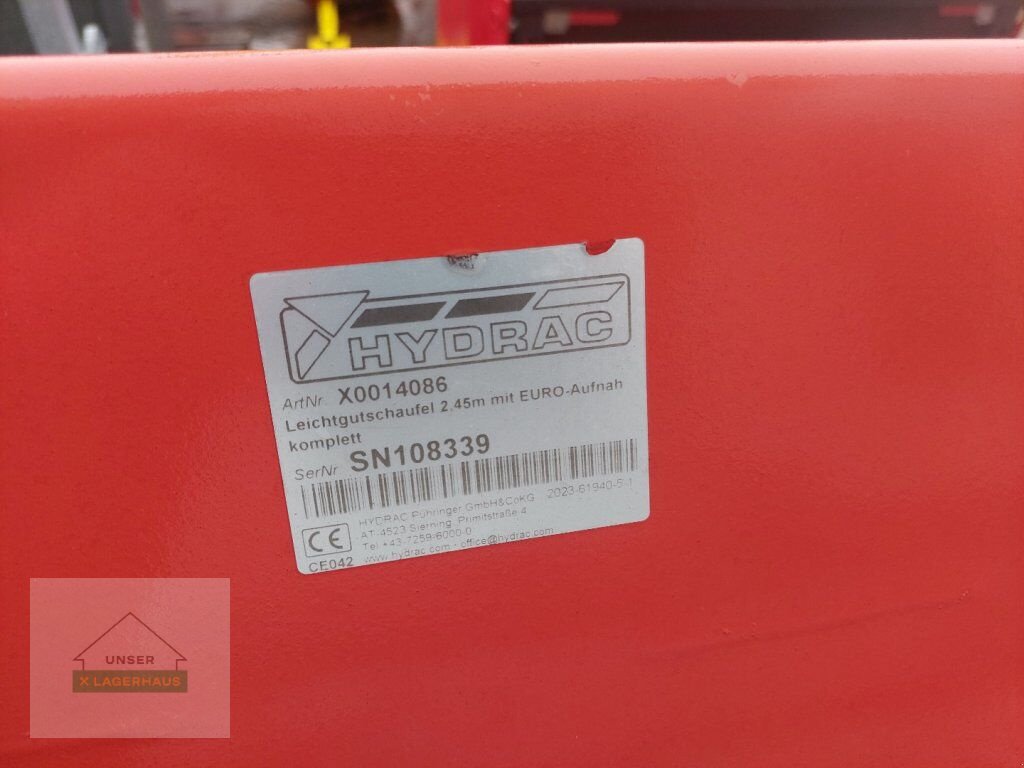 HYDRAC
ArtNr X0014086
Leichtgutschaufel 2.45m mit EURO-Aufnah
komplett
SerNr SN108339
HYDRAC Pühringer GmbH&CoKG 2023-61940-5-1
AT-4523 Sierning, Primitstraße 4
Tel +43-7259-6000-0
www.hydrac.com - office@hydrac.com
CE
CE042
UNSER
X LAGERHAUS